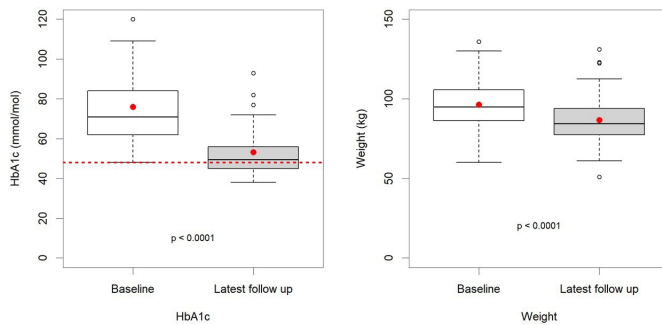 120
100
80
60
40
20
0
HbA1c (mmol/mol)
p < 0.0001
Baseline Latest follow up
HbA1c
150
100
50
0
Weight (kg)
p < 0.0001
Baseline Latest follow up
Weight